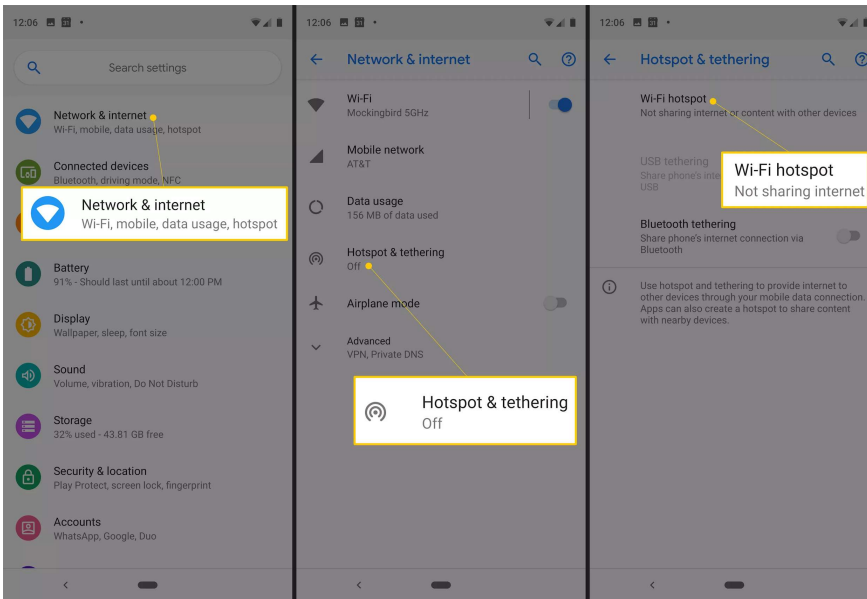 12:06 31
Search settings
Network & internet
Wi-Fi, mobile, data usage, hotspot
Connected devices
Bluetooth, driving mode, NFC
Network & internet
Wi-Fi, mobile, data usage, hotspot
Battery
91% - Should last until about 12:00 PM
Display
Wallpaper, sleep, font size
Sound
Volume, vibration, Do Not Disturb
Storage
32% used - 43.81 GB free
Security & location
Play Protect, screen lock, fingerprint
Accounts
WhatsApp, Google, Duo
12:06 31
Network & internet
Wi-Fi
Mockingbird 5GHz
Mobile network
AT&T
Data usage
156 MB of data used
Hotspot & tethering
Off
Airplane mode
Advanced
VPN, Private DNS
Hotspot & tethering
Off
12:06 31
Hotspot & tethering
Wi-Fi hotspot
Not sharing internet or content with other devices
USB tethering
Share phone's inte
USB
Wi-Fi hotspot
Not sharing internet
Bluetooth tethering
Share phone's internet connection via
Bluetooth
Use hotspot and tethering to provide internet to
other devices through your mobile data connection.
Apps can also create a hotspot to share content
with nearby devices.